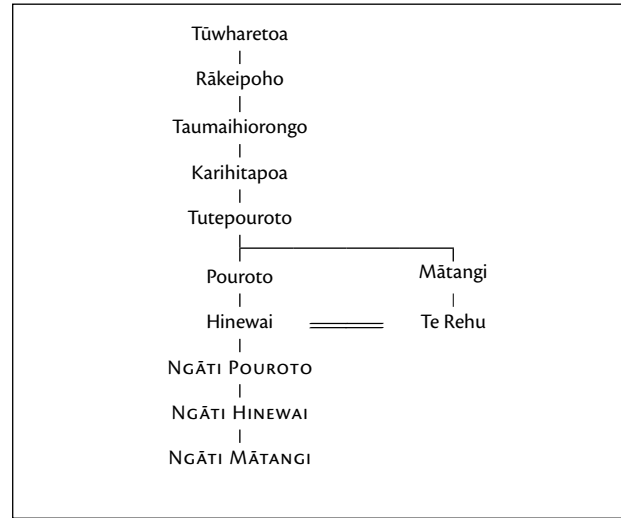 Tūwharetoa
Rākeipoho
Taumaihiorongo
Karihitapoa
Tutepouroto
Pouroto Mātangi
Hinewai Te Rehu
Ngāti Pouroto
Ngāti Hinewai
Ngāti Mātangi